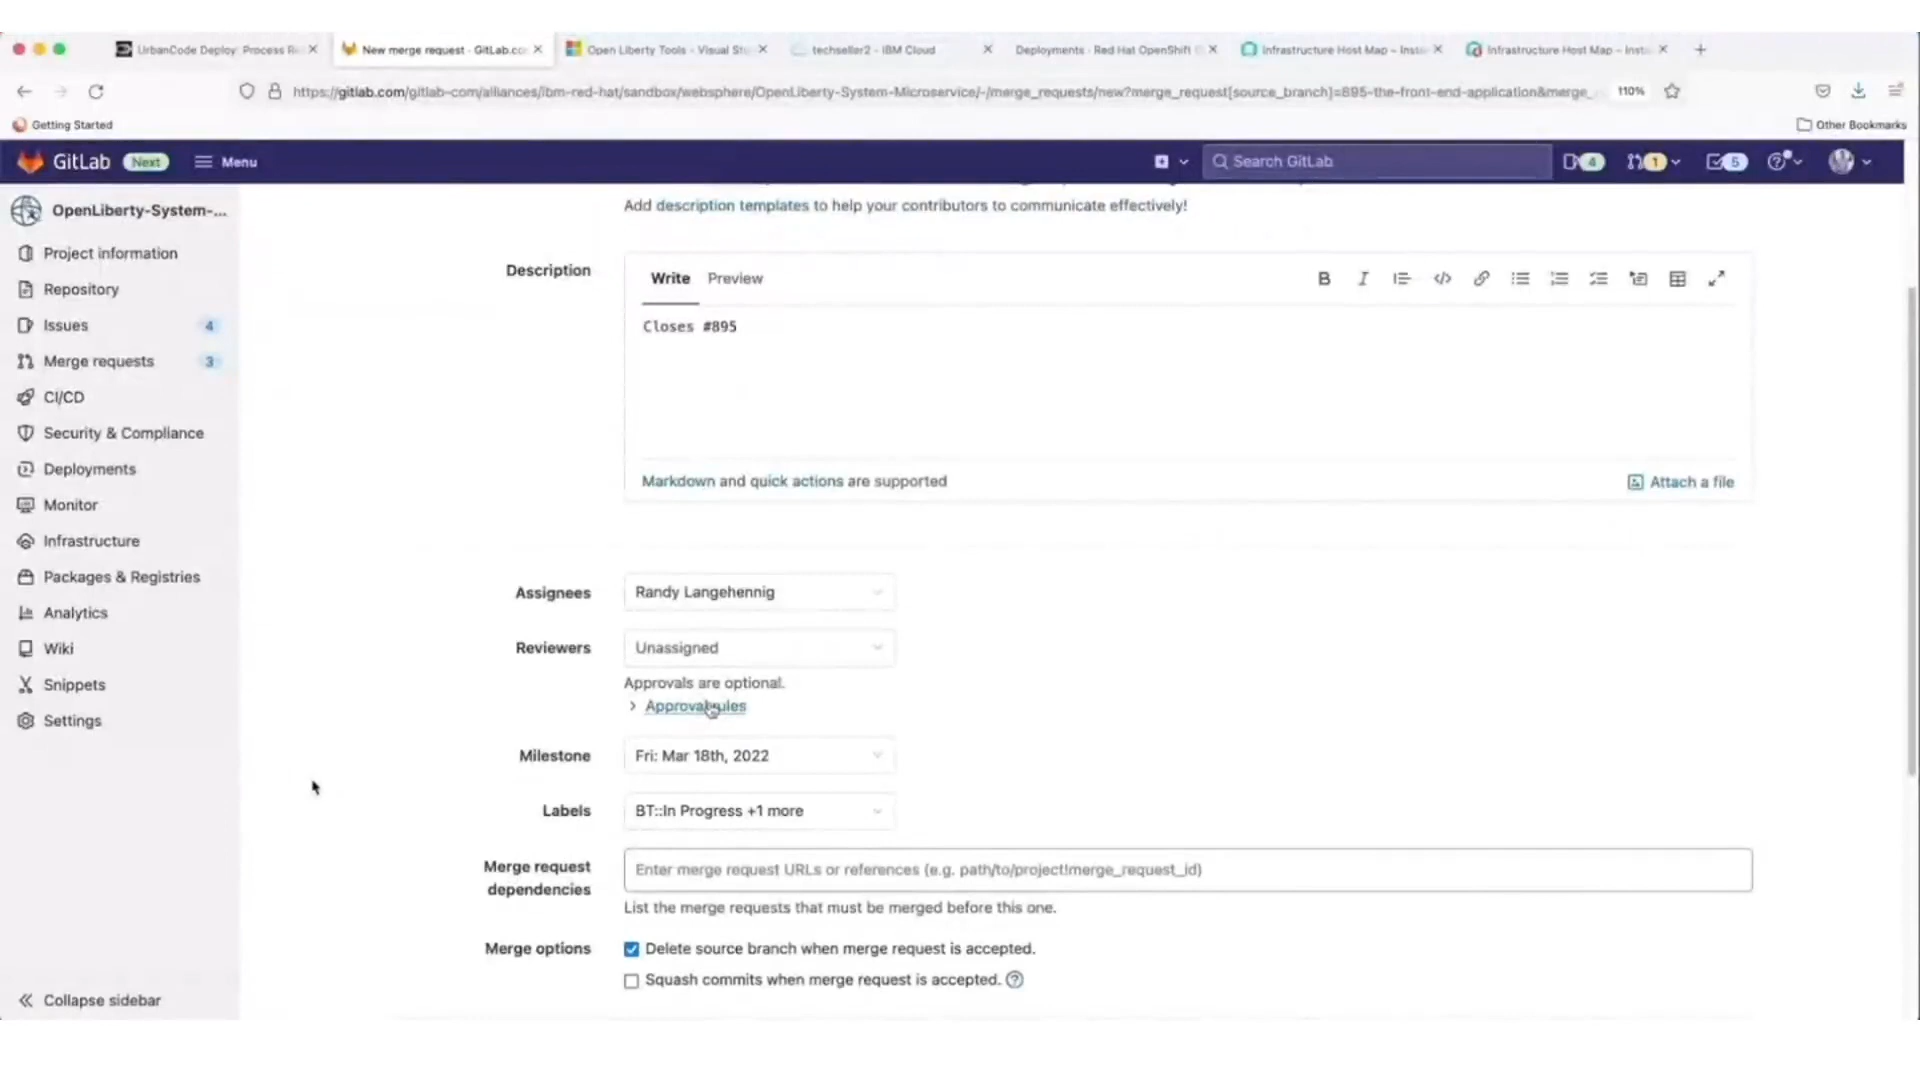 UrbanCode Deploy: Process Re
New merge request · GitLab.co
Open Liberty Tools - Visual Stu
techseller2 - IBM Cloud
Deployments · Red Hat OpenShift
Infrastructure Host Map – Insta
Infrastructure Host Map – Inst
https://gitlab.com/gitlab-com/alliances/ibm-red-hat/sandbox/websphere/OpenLiberty-System-Microservice/-/merge_requests/new?merge_request[source_branch]=895-the-front-end-application&merge_
110%
Getting Started
Other Bookmarks
GitLab Next Menu
Search GitLab
4
1
5
OpenLiberty-System-...
Project information
Repository
Issues 4
Merge requests 3
CI/CD
Security & Compliance
Deployments
Monitor
Infrastructure
Packages & Registries
Analytics
Wiki
Snippets
Settings
Collapse sidebar
Add description templates to help your contributors to communicate effectively!
Description
Write Preview
Closes #895
Markdown and quick actions are supported
Attach a file
Assignees Randy Langehennig
Reviewers Unassigned
Approvals are optional.
Approval rules
Milestone Fri: Mar 18th, 2022
Labels BT::In Progress +1 more
Merge request
dependencies
Enter merge request URLs or references (e.g. path/to/project!merge_request_id)
List the merge requests that must be merged before this one.
Merge options
Delete source branch when merge request is accepted.
Squash commits when merge request is accepted.